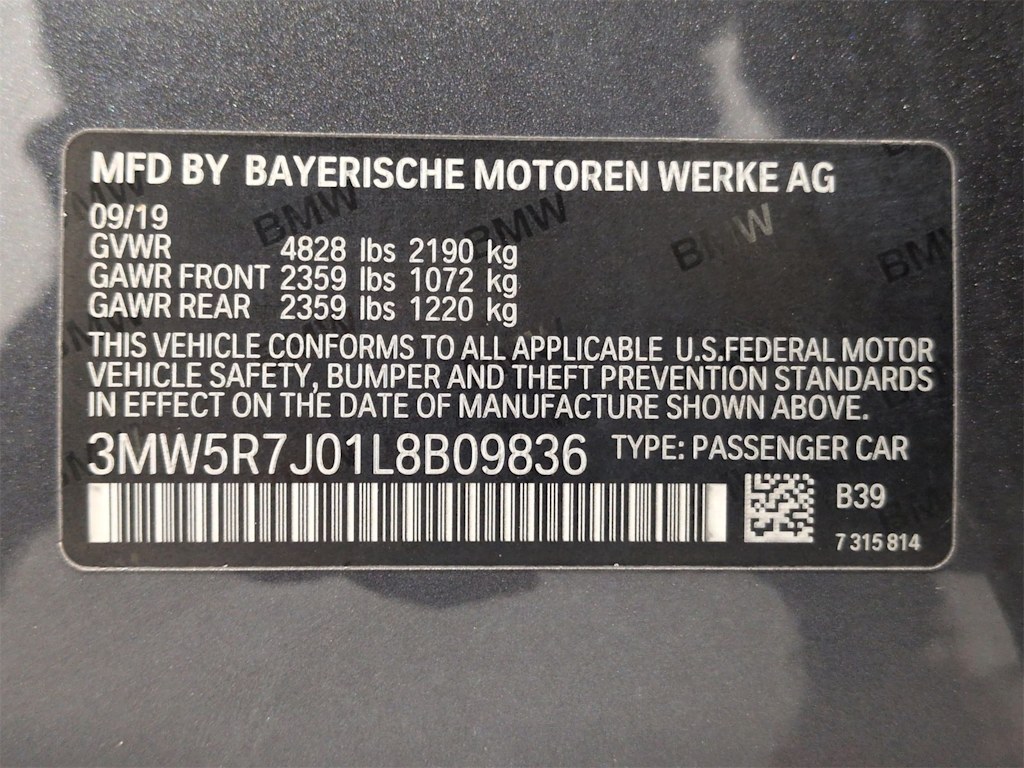 MFD BY BAYERISCHE MOTOREN WERKE AG
09/19
GVWR 4828 lbs 2190 kg
GAWR FRONT 2359 lbs 1072 kg
GAWR REAR 2359 lbs 1220 kg
THIS VEHICLE CONFORMS TO ALL APPLICABLE U.S.FEDERAL MOTOR
VEHICLE SAFETY, BUMPER AND THEFT PREVENTION STANDARDS
IN EFFECT ON THE DATE OF MANUFACTURE SHOWN ABOVE.
3MW5R7J01L8B09836 TYPE: PASSENGER CAR
B39
7 315 814